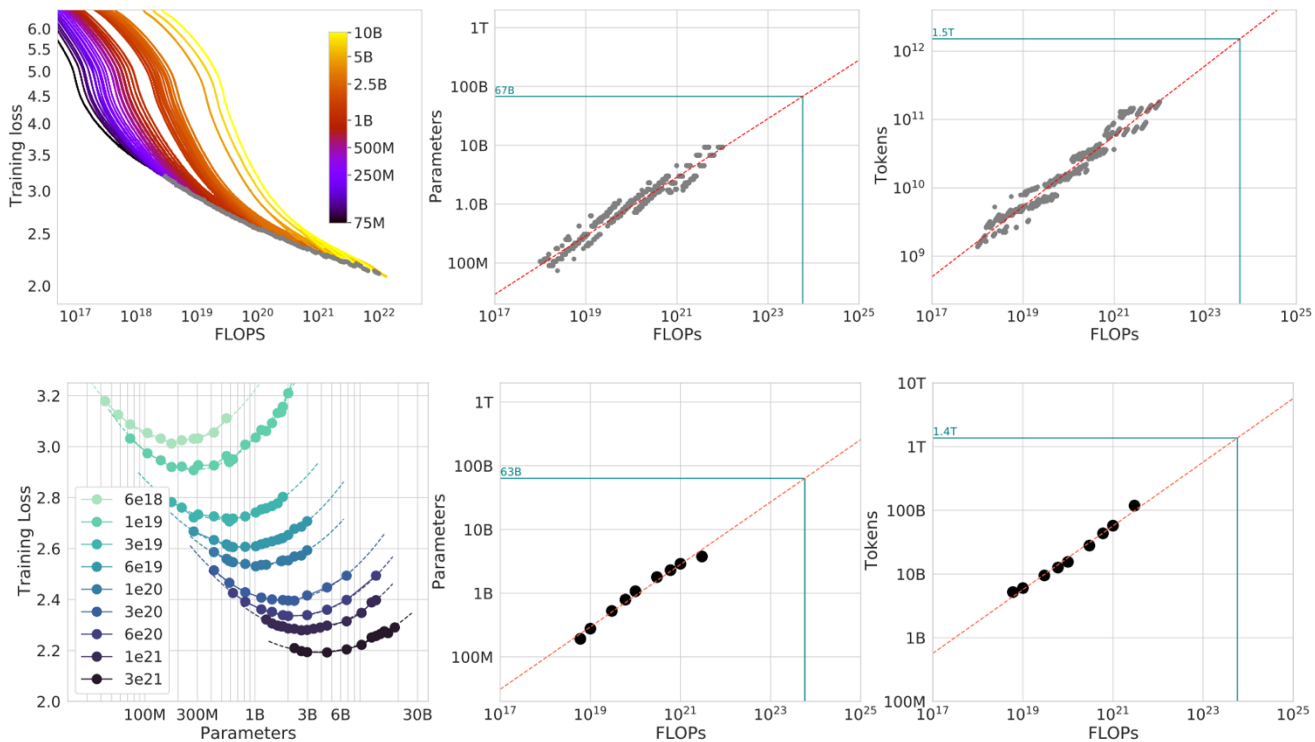 6.0
5.5
5.0
4.5
4.0
3.5
3.0
2.5
2.0
Training loss
10B
5B
2.5B
1B
500M
250M
75M
10^17
10^18
10^19
10^20
10^21
10^22
FLOPS
1T
100B
10B
1.0B
100M
Parameters
67B
10^17
10^19
10^21
10^23
10^25
FLOPs
10^12
10^11
10^10
10^9
Tokens
1.5T
10^17
10^19
10^21
10^23
10^25
FLOPs
3.2
3.0
2.8
2.6
2.4
2.2
2.0
Training Loss
6e18
1e19
3e19
6e19
1e20
3e20
6e20
1e21
3e21
100M
300M
1B
3B
6B
30B
Parameters
1T
100B
10B
1B
100M
Parameters
63B
10^17
10^19
10^21
10^23
10^25
FLOPs
10T
1T
100B
10B
1B
100M
Tokens
1.4T
10^17
10^19
10^21
10^23
10^25
FLOPs